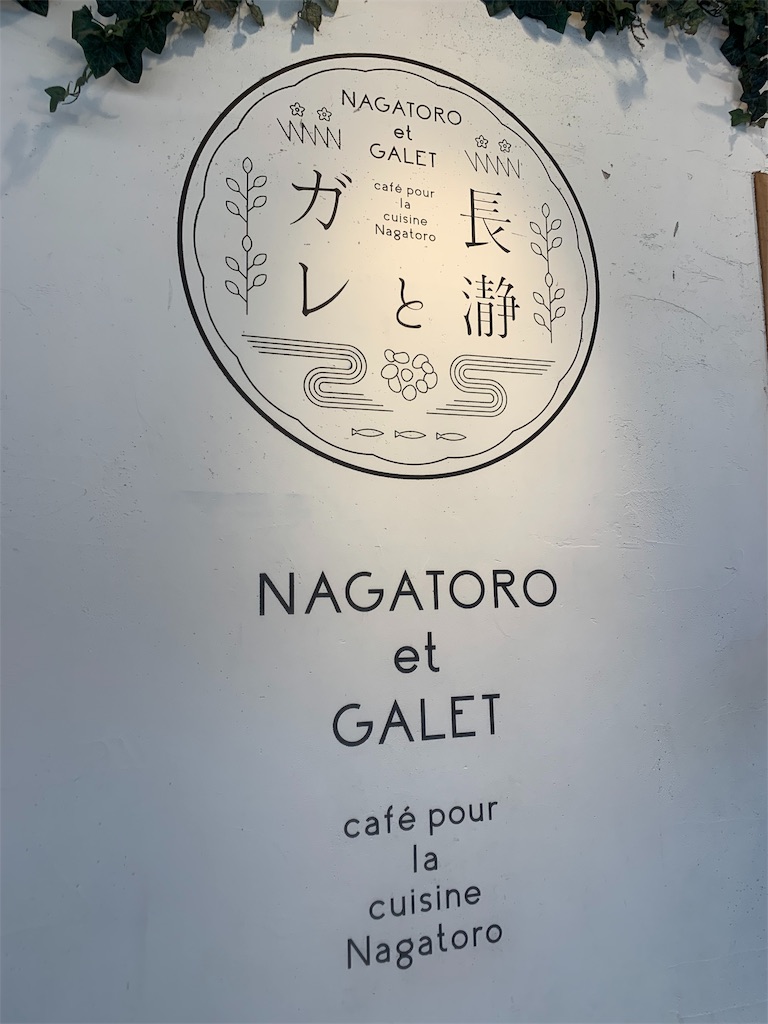 NAGATORO
et
GALET
café pour
la
cuisine
Nagatoro
長瀞
と
ガレ
NAGATORO
et
GALET
café pour
la
cuisine
Nagatoro